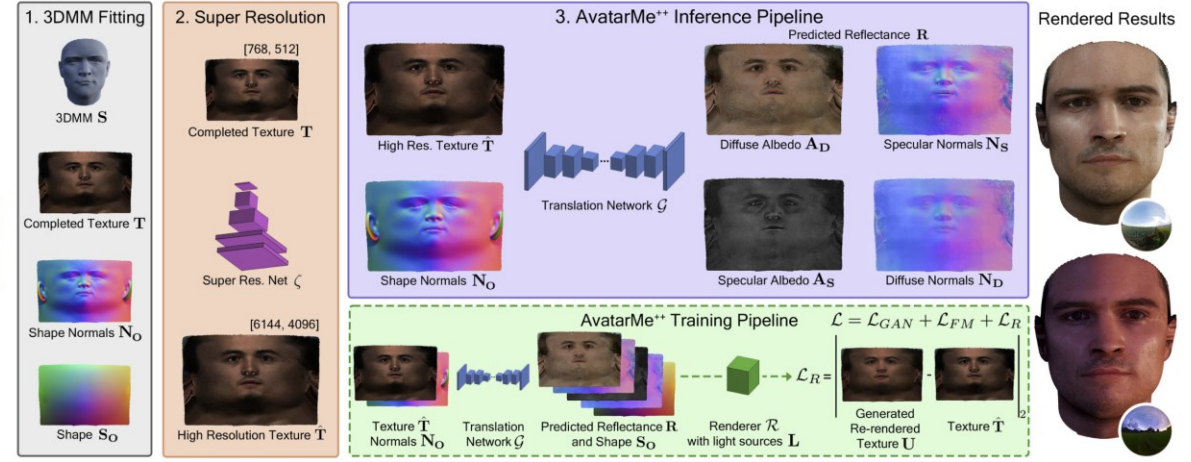 1. 3DMM Fitting
3DMM S
Completed Texture T
Shape Normals N_O
Shape S_O
2. Super Resolution
[768, 512]
Completed Texture T
Super Res. Net ζ
[6144, 4096]
High Resolution Texture T̂
3. AvatarMe⁺⁺ Inference Pipeline
Predicted Reflectance R
High Res. Texture T̂
Translation Network 𝒢
Diffuse Albedo A_D
Specular Normals N_S
Shape Normals N_O
Specular Albedo A_S
Diffuse Normals N_D
AvatarMe⁺⁺ Training Pipeline
ℒ = ℒ_GAN + ℒ_FM + ℒ_R
Texture T̂
Normals N_O
Translation
Network 𝒢
Predicted Reflectance R
and Shape S_O
Renderer ℛ
with light sources L
ℒ_R =
Generated
Re-rendered
Texture U
-
Texture T̂
2
Rendered Results